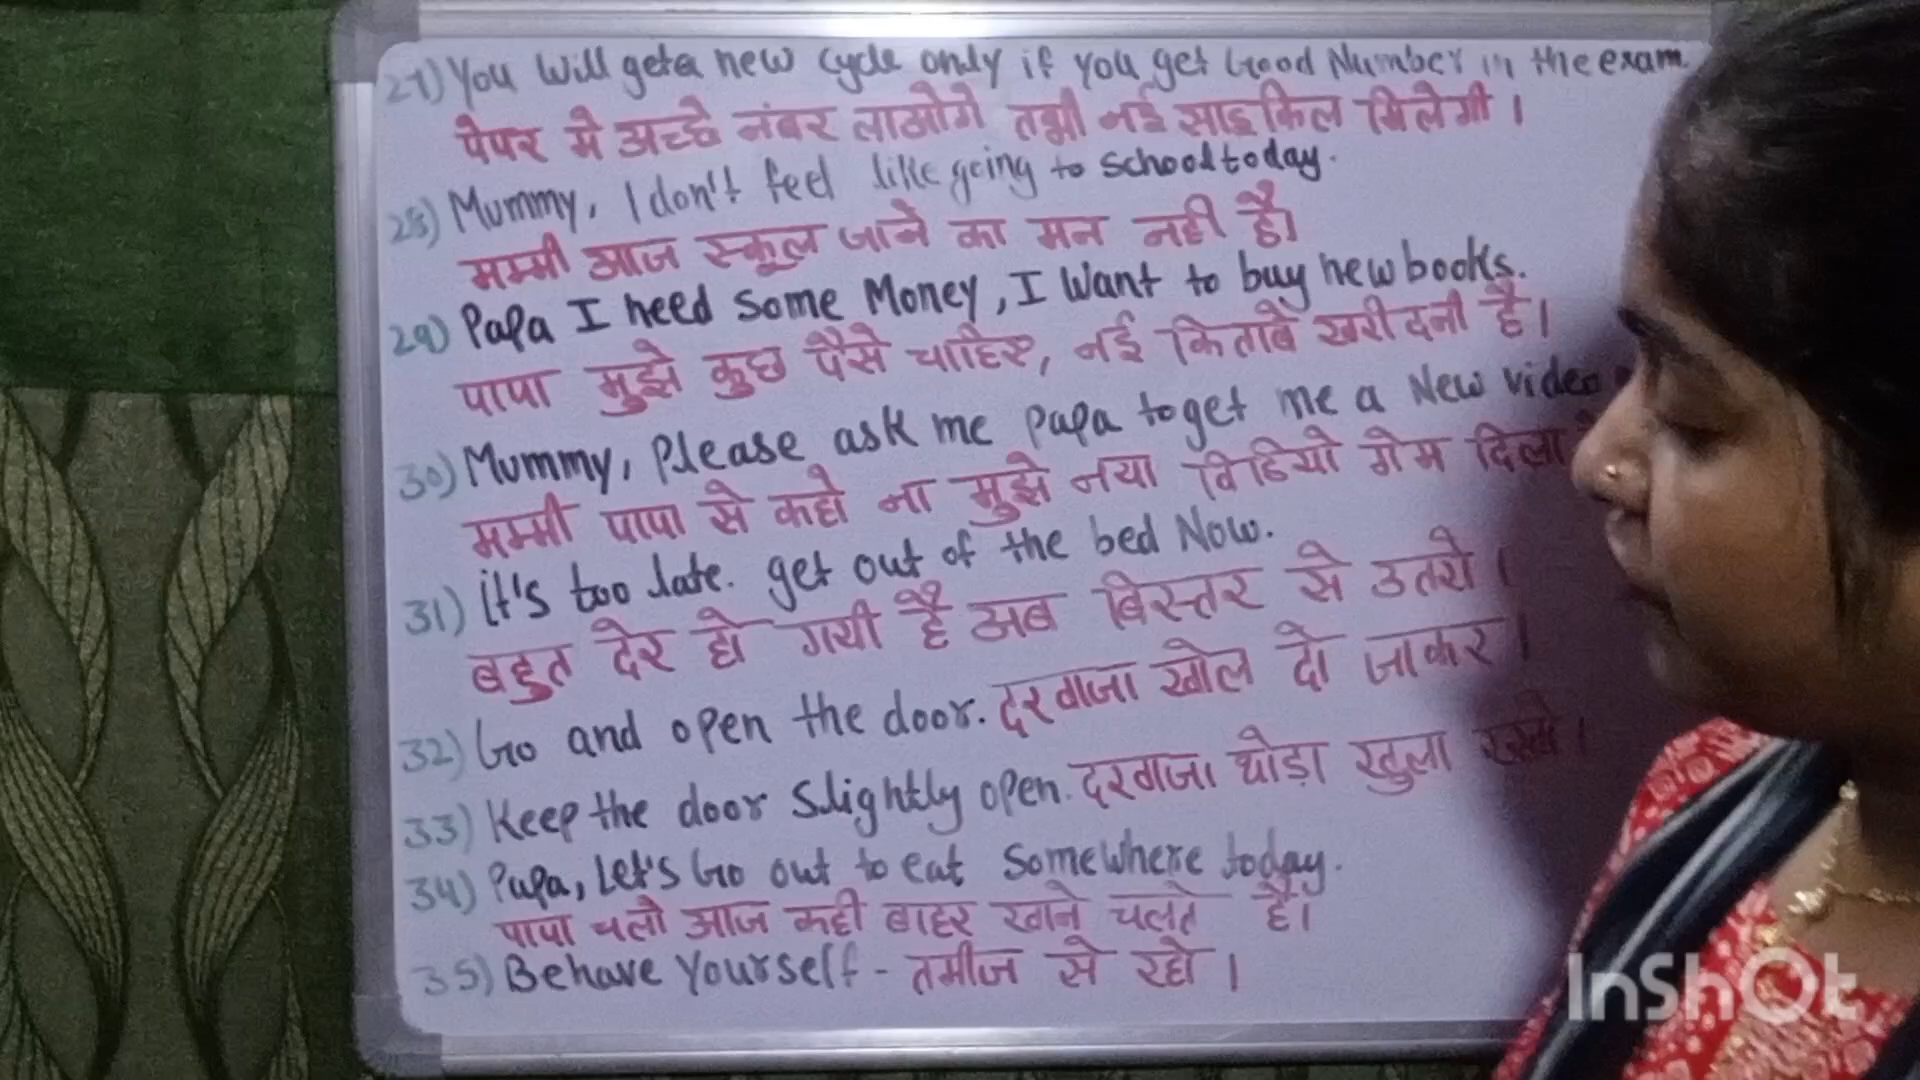 27) You will get a new cycle only if you get Good Number in the exam.
पेपर मे अच्छे नंबर लाओगे तभी नई साइकिल मिलेगी।
28) Mummy, I don't feel like going to school today.
मम्मी आज स्कूल जाने का मन नही है।
29) Papa I need some Money, I want to buy new books.
पापा मुझे कुछ पैसे चाहिए, नई किताबे खरीदनी है।
30) Mummy, Please ask me papa to get me a New video
मम्मी पापा से कहो ना मुझे नया विडियो गेम दिला
31) it's too late. get out of the bed Now.
बहुत देर हो गयी है अब बिस्तर से उतरो।
32) Go and open the door. दरवाजा खोल दो जाकर।
33) Keep the door slightly open. दरवाजा थोड़ा खुला रखो।
34) Papa, Let's Go out to eat Somewhere today.
पापा चलो आज कही बाहर खाने चलते है।
35) Behave Yourself - तमीज से रहो।
InShOt